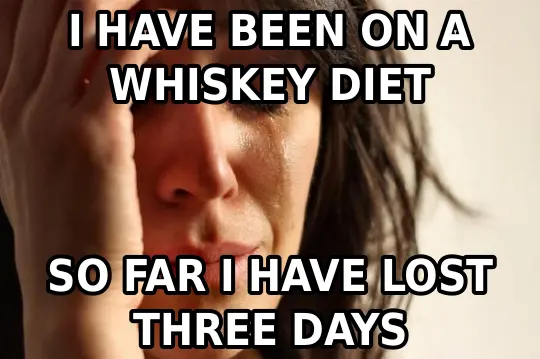 I HAVE BEEN ON A
WHISKEY DIET
SO FAR I HAVE LOST
THREE DAYS